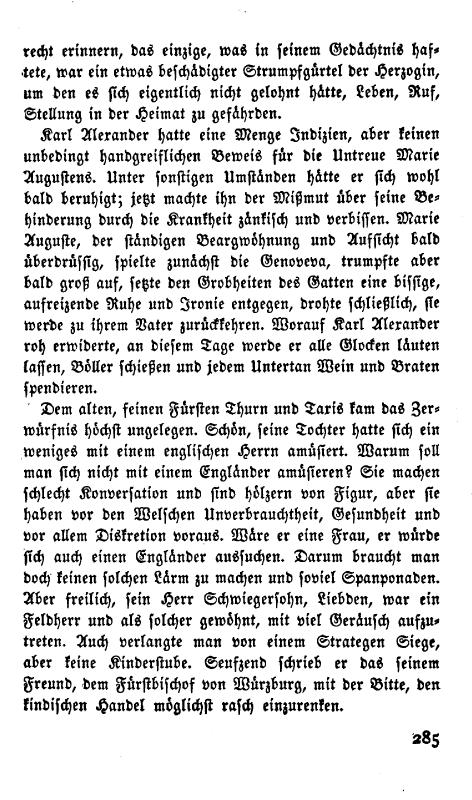 recht erinnern, das einzige, was in seinem Gedächtnis haf-
tete, war ein etwas beschädigter Strumpfgürtel der Herzogin,
um den es sich eigentlich nicht gelohnt hätte, Leben, Ruf,
Stellung in der Heimat zu gefährden.
Karl Alexander hatte eine Menge Indizien, aber keinen
unbedingt handgreiflichen Beweis für die Untreue Marie
Augustens. Unter sonstigen Umständen hätte er sich wohl
bald beruhigt; jetzt machte ihn der Mißmut über seine Be-
hinderung durch die Krankheit zänkisch und verbissen. Marie
Auguste, der ständigen Beargwöhnung und Aufsicht bald
überdrüssig, spielte zunächst die Genoveva, trumpfte aber
bald groß auf, setzte den Grobheiten des Gatten eine bissige,
aufreizende Ruhe und Ironie entgegen, drohte schließlich, sie
werde zu ihrem Vater zurückkehren. Worauf Karl Alexander
roh erwiderte, an diesem Tage werde er alle Glocken läuten
lassen, Böller schießen und jedem Untertan Wein und Braten
spendieren.
Dem alten, feinen Fürsten Thurn und Taxis kam das Zer-
würfnis höchst ungelegen. Schön, seine Tochter hatte sich ein
weniges mit einem englischen Herrn amüsiert. Warum soll
man sich nicht mit einem Engländer amüsieren? Sie machen
schlecht Konversation und sind hölzern von Figur, aber sie
haben vor den Welschen Unverbrauchtheit, Gesundheit und
vor allem Diskretion voraus. Wäre er eine Frau, er würde
sich auch einen Engländer aussuchen. Darum braucht man
doch keinen solchen Lärm zu machen und soviel Spanponaden.
Aber freilich, sein Herr Schwiegersohn, Liebden, war ein
Feldherr und als solcher gewöhnt, mit viel Geräusch aufzu-
treten. Auch verlangte man von einem Strategen Siege,
aber keine Kinderstube. Seufzend schrieb er das seinem
Freund, dem Fürstbischof von Würzburg, mit der Bitte, den
kindischen Handel möglichst rasch einzurenken.
285